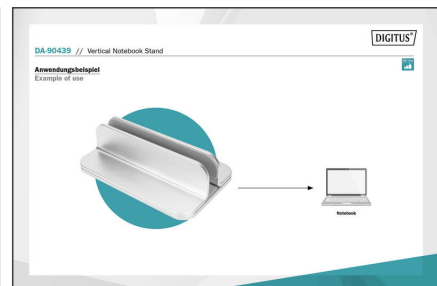 DIGITUS®
DA-90439 // Vertical Notebook Stand
Anwendungsbeispiel
Example of use
Notebook